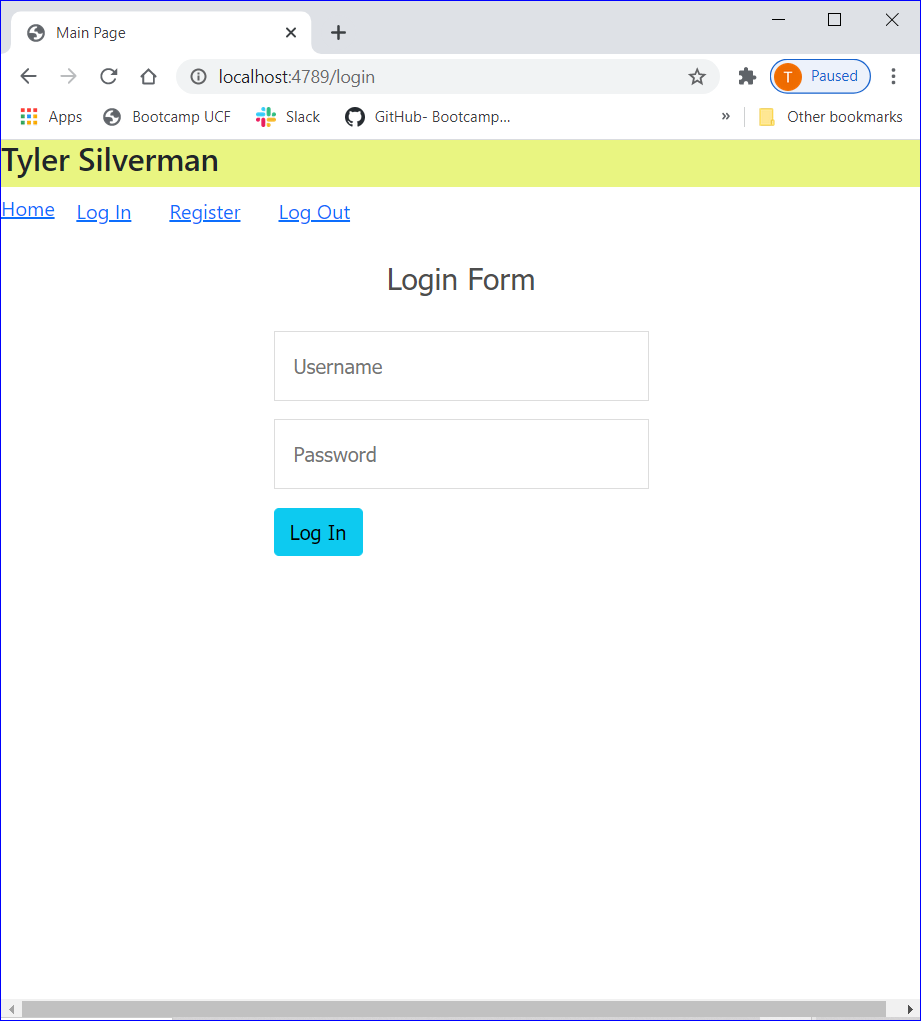 Main Page
localhost:4789/login
T Paused
Apps Bootcamp UCF Slack GitHub- Bootcamp... » Other bookmarks
Tyler Silverman
Home Log In Register Log Out
Login Form
Username
Password
Log In